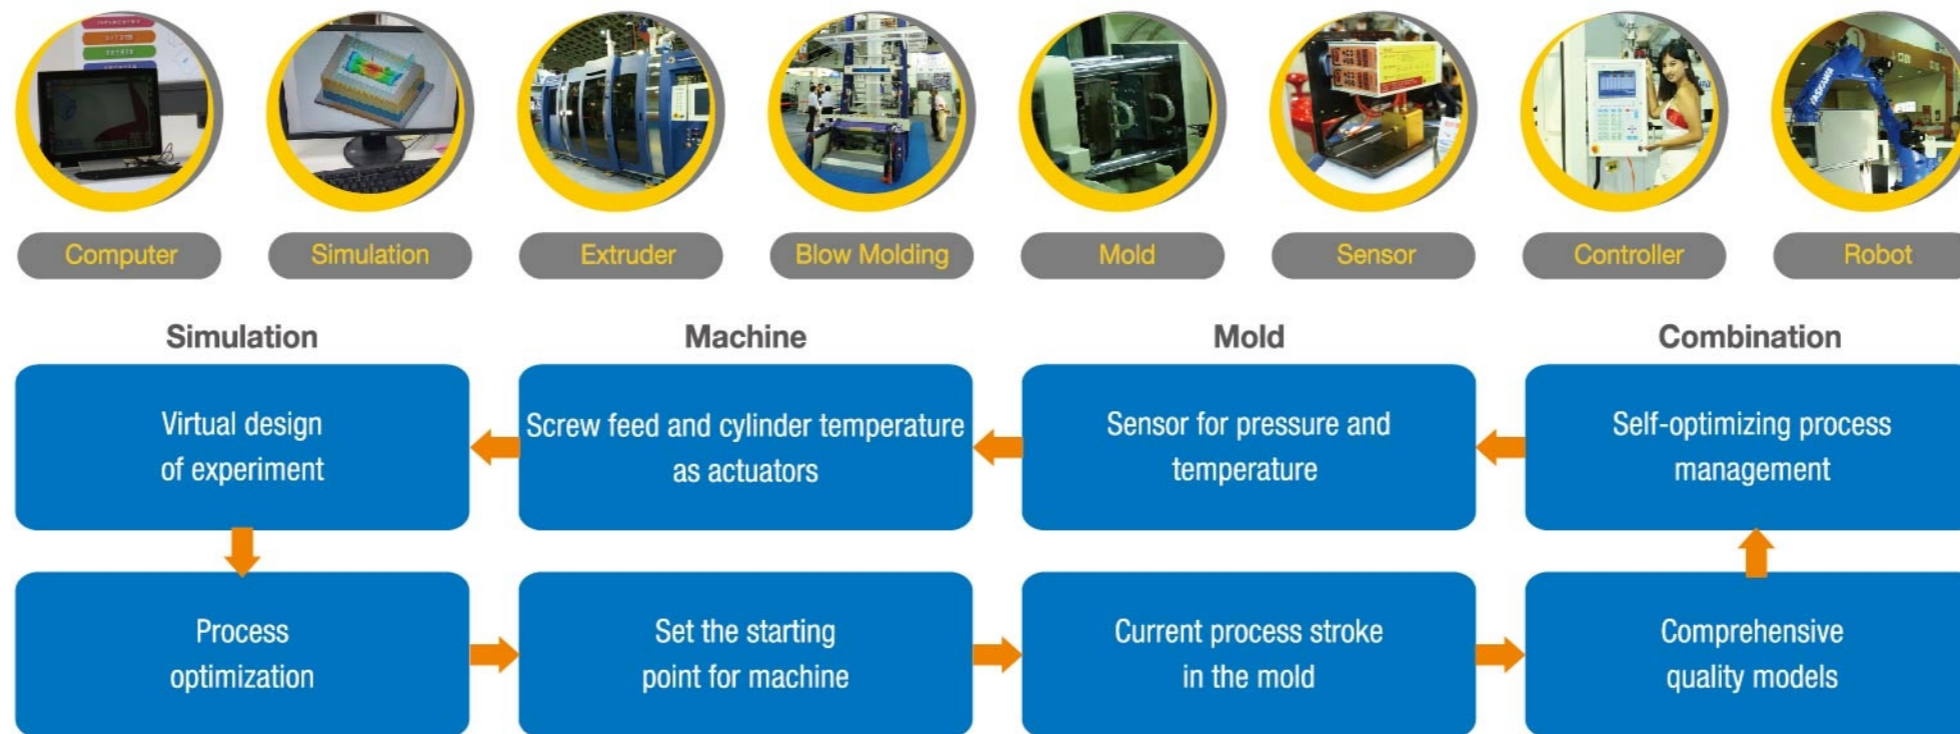 Computer
Simulation
Extruder
Blow Molding
Mold
Sensor
Controller
Robot
YASKAWA
Simulation
Machine
Mold
Combination
Virtual design
of experiment
Screw feed and cylinder temperature
as actuators
Sensor for pressure and
temperature
Self-optimizing process
management
Process
optimization
Set the starting
point for machine
Current process stroke
in the mold
Comprehensive
quality models